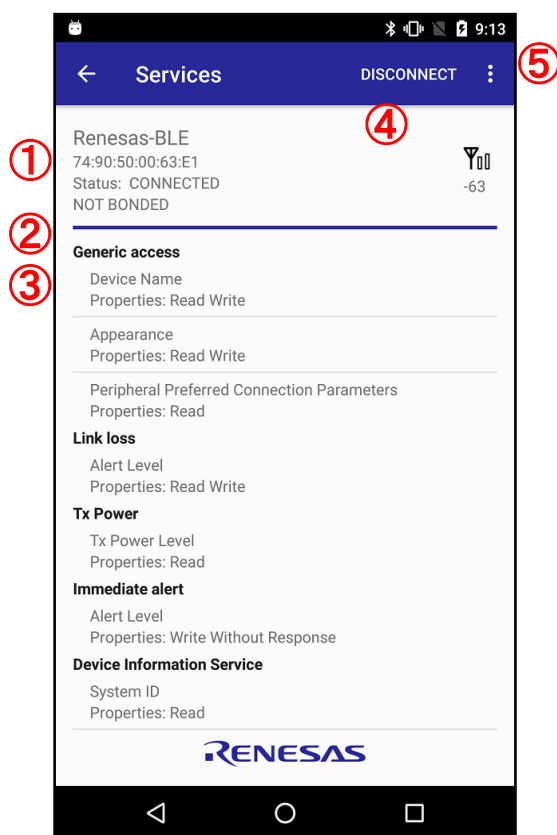 9:13
Services
DISCONNECT
⑤
④
①
Renesas-BLE
74:90:50:00:63:E1
Status: CONNECTED
-63
NOT BONDED
②
Generic access
③
Device Name
Properties: Read Write
Appearance
Properties: Read Write
Peripheral Preferred Connection Parameters
Properties: Read
Link loss
Alert Level
Properties: Read Write
Tx Power
Tx Power Level
Properties: Read
Immediate alert
Alert Level
Properties: Write Without Response
Device Information Service
System ID
Properties: Read
RENESAS